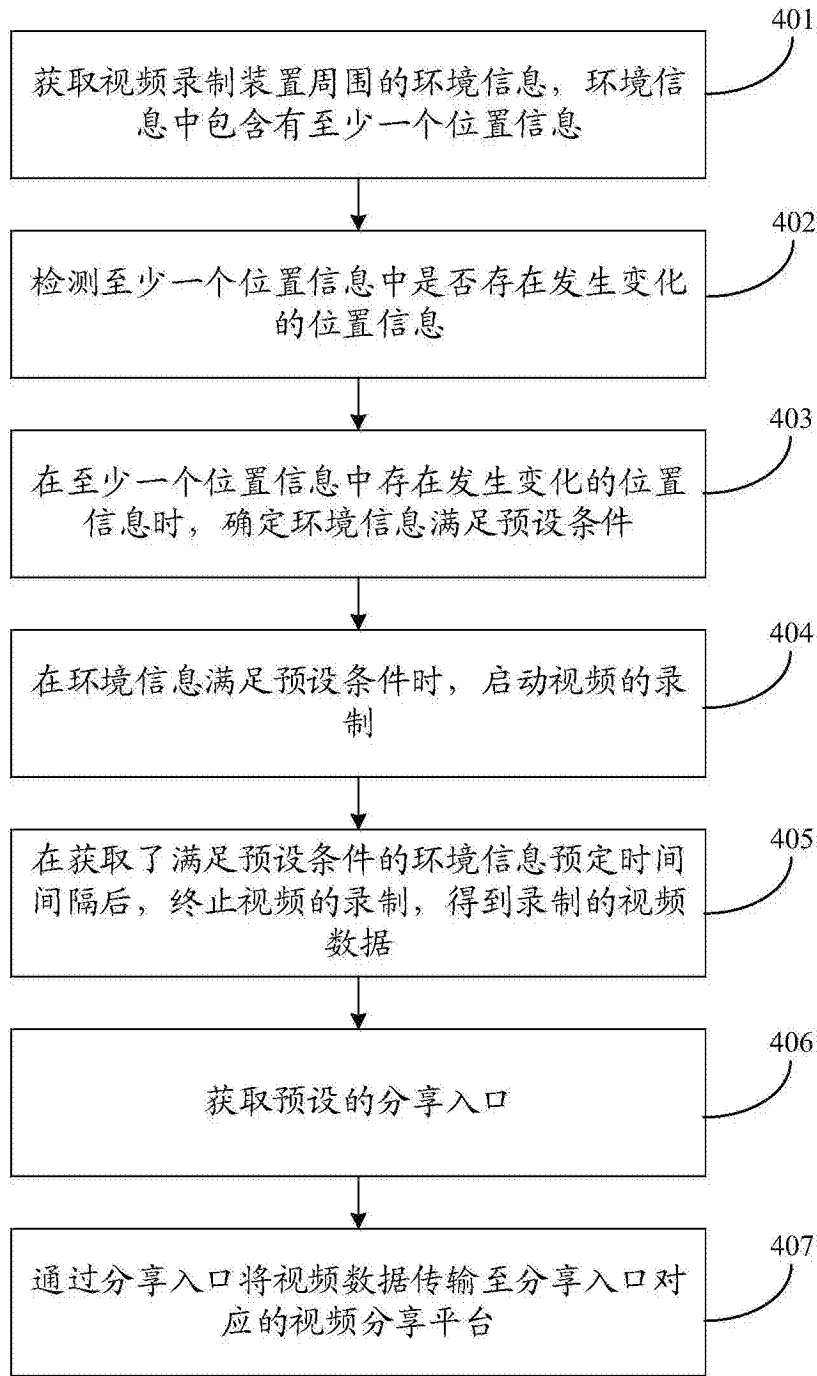 401
获取视频录制装置周围的环境信息，环境信
息中包含有至少一个位置信息
402
检测至少一个位置信息中是否存在发生变化
的位置信息
403
在至少一个位置信息中存在发生变化的位置
信息时，确定环境信息满足预设条件
404
在环境信息满足预设条件时，启动视频的录
制
405
在获取了满足预设条件的环境信息预定时间
间隔后，终止视频的录制，得到录制的视频
数据
406
获取预设的分享入口
407
通过分享入口将视频数据传输至分享入口对
应的视频分享平台